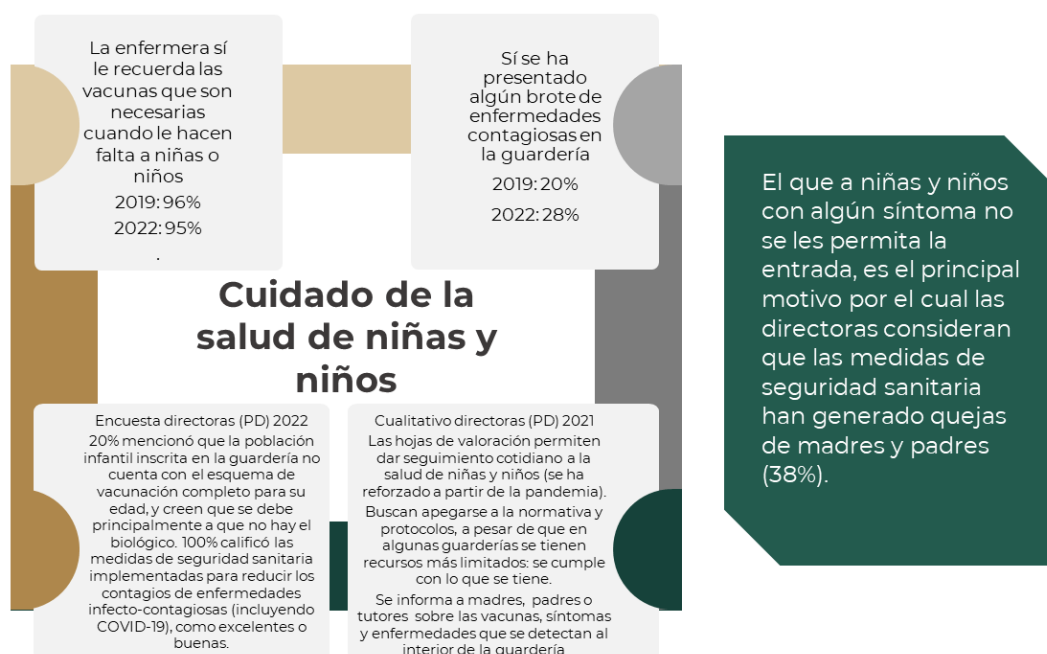 La enfermera sí
le recuerda las
vacunas que son
necesarias
cuando le hacen
falta a niñas o
niños
2019: 96%
2022: 95%
.
Sí se ha
presentado
algún brote de
enfermedades
contagiosas en
la guardería
2019: 20%
2022: 28%
Cuidado de la
salud de niñas y
niños
Encuesta directoras (PD) 2022
20% mencionó que la población
infantil inscrita en la guardería no
cuenta con el esquema de
vacunación completo para su
edad, y creen que se debe
principalmente a que no hay el
biológico. 100% calificó las
medidas de seguridad sanitaria
implementadas para reducir los
contagios de enfermedades
infecto-contagiosas (incluyendo
COVID-19), como excelentes o
buenas.
Cualitativo directoras (PD) 2021
Las hojas de valoración permiten
dar seguimiento cotidiano a la
salud de niñas y niños (se ha
reforzado a partir de la pandemia).
Buscan apegarse a la normativa y
protocolos, a pesar de que en
algunas guarderías se tienen
recursos más limitados: se cumple
con lo que se tiene.
Se informa a madres, padres o
tutores sobre las vacunas, síntomas
y enfermedades que se detectan al
interior de la guardería
El que a niñas y niños
con algún síntoma no
se les permita la
entrada, es el principal
motivo por el cual las
directoras consideran
que las medidas de
seguridad sanitaria
han generado quejas
de madres y padres
(38%).